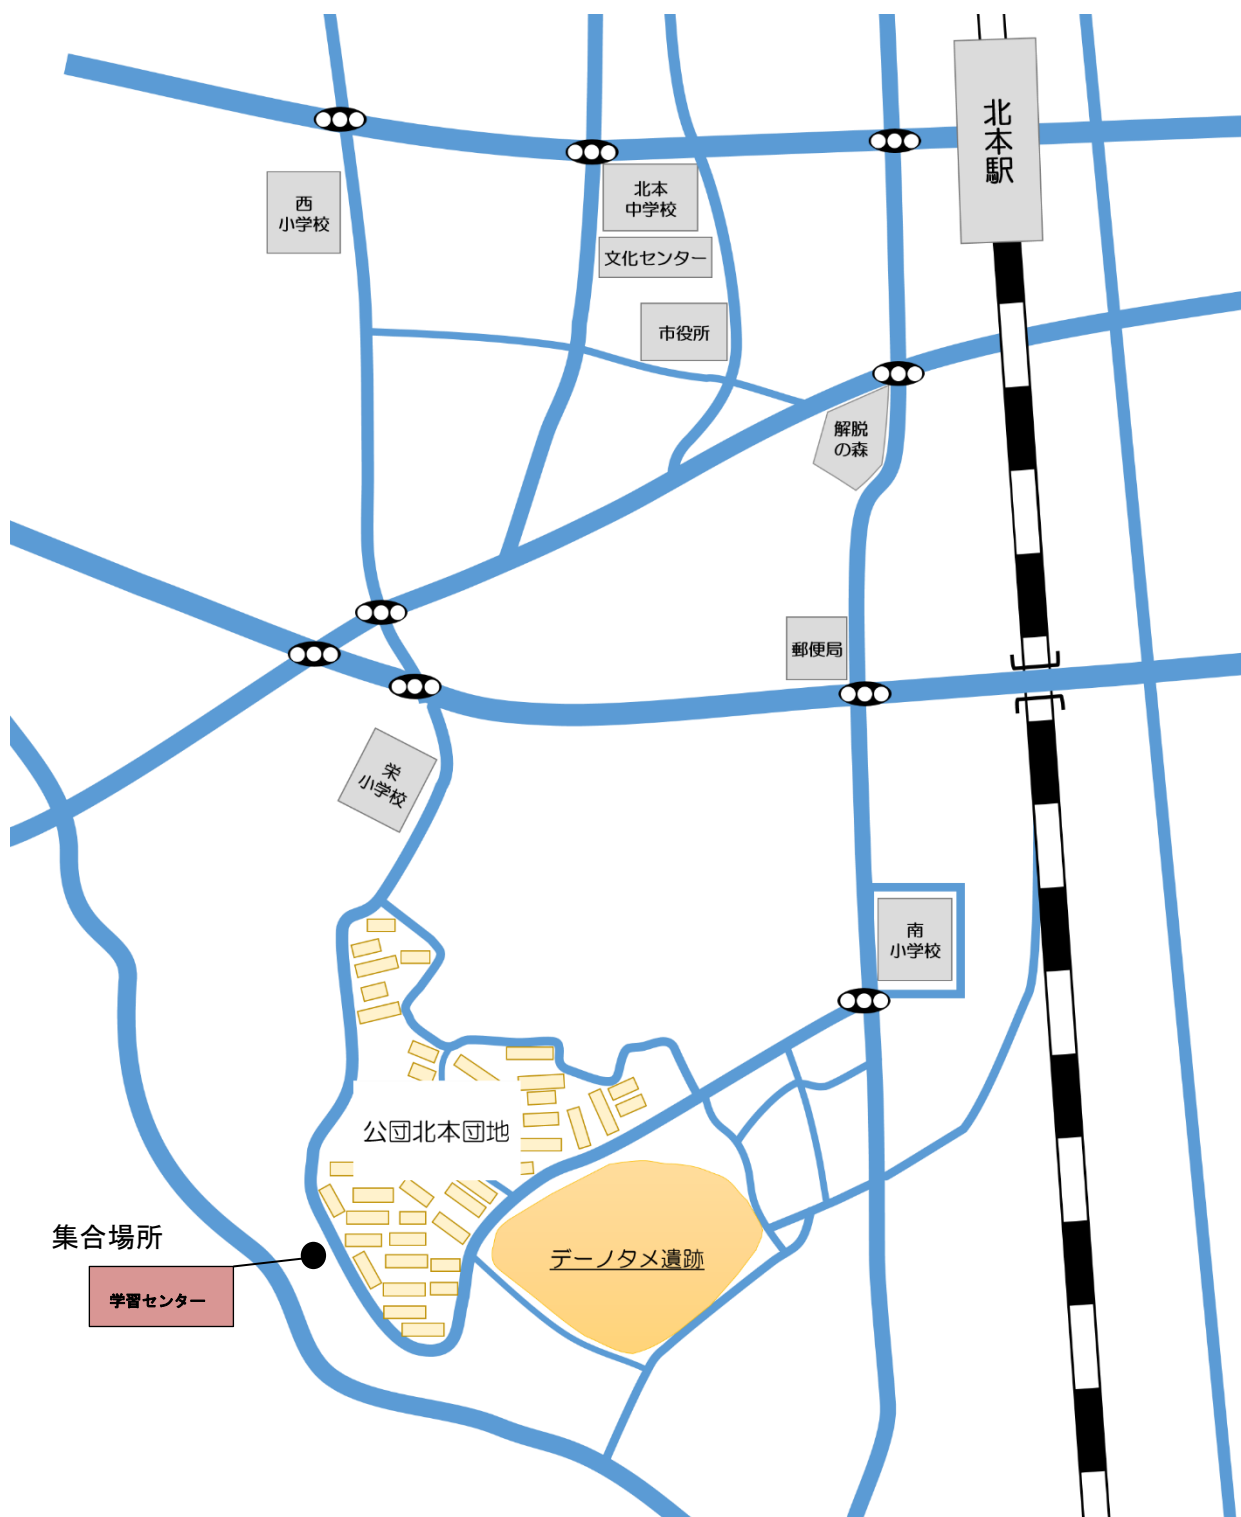 北本駅
西
小学校
北本
中学校
文化センター
市役所
解脱
の森
郵便局
栄
小学校
南
小学校
公団北本団地
集合場所
学習センター
デーノタメ遺跡